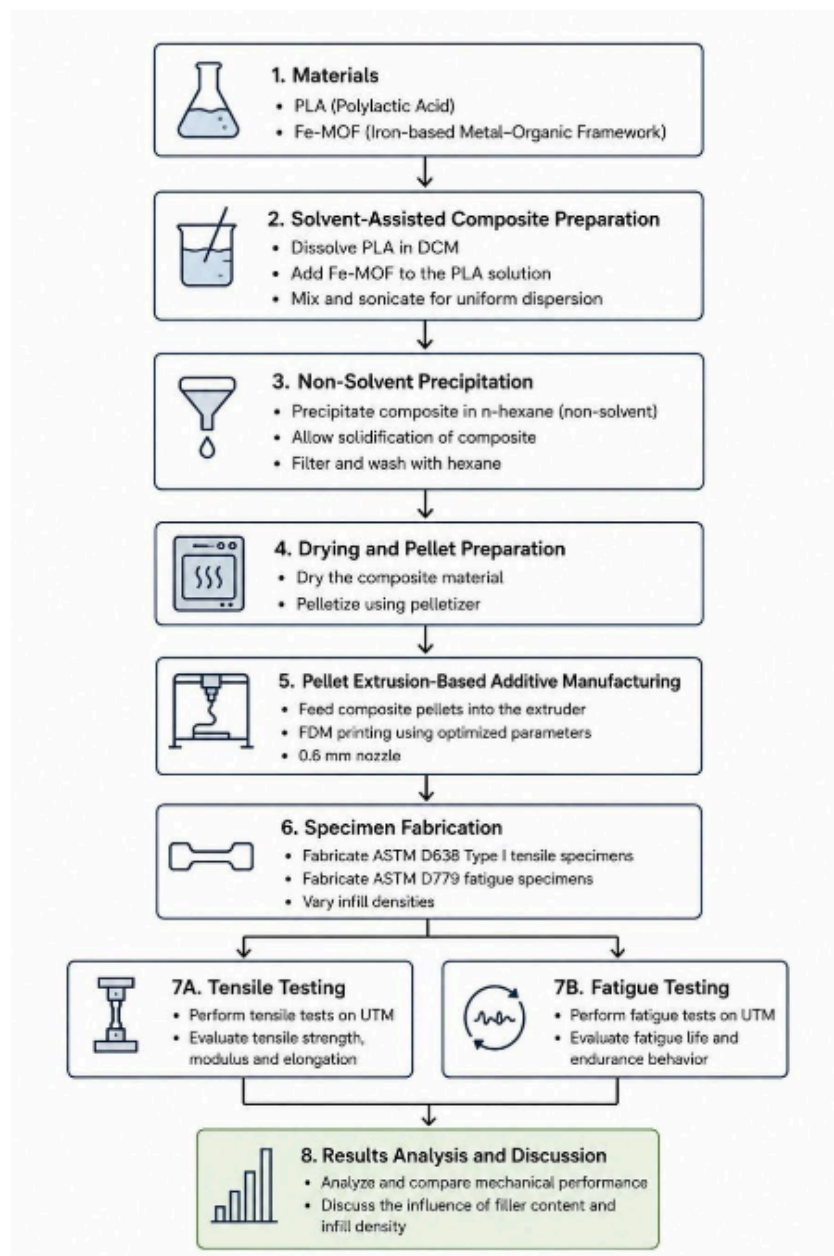 1. Materials
• PLA (Polylactic Acid)
• Fe-MOF (Iron-based Metal-Organic Framework)
2. Solvent-Assisted Composite Preparation
• Dissolve PLA in DCM
• Add Fe-MOF to the PLA solution
• Mix and sonicate for uniform dispersion
3. Non-Solvent Precipitation
• Precipitate composite in n-hexane (non-solvent)
• Allow solidification of composite
• Filter and wash with hexane
4. Drying and Pellet Preparation
• Dry the composite material
• Pelletize using pelletizer
5. Pellet Extrusion-Based Additive Manufacturing
• Feed composite pellets into the extruder
• FDM printing using optimized parameters
• 0.6 mm nozzle
6. Specimen Fabrication
• Fabricate ASTM D638 Type I tensile specimens
• Fabricate ASTM D779 fatigue specimens
• Vary infill densities
7A. Tensile Testing
• Perform tensile tests on UTM
• Evaluate tensile strength,
modulus and elongation
7B. Fatigue Testing
• Perform fatigue tests on UTM
• Evaluate fatigue life and
endurance behavior
8. Results Analysis and Discussion
• Analyze and compare mechanical performance
• Discuss the influence of filler content and
infill density